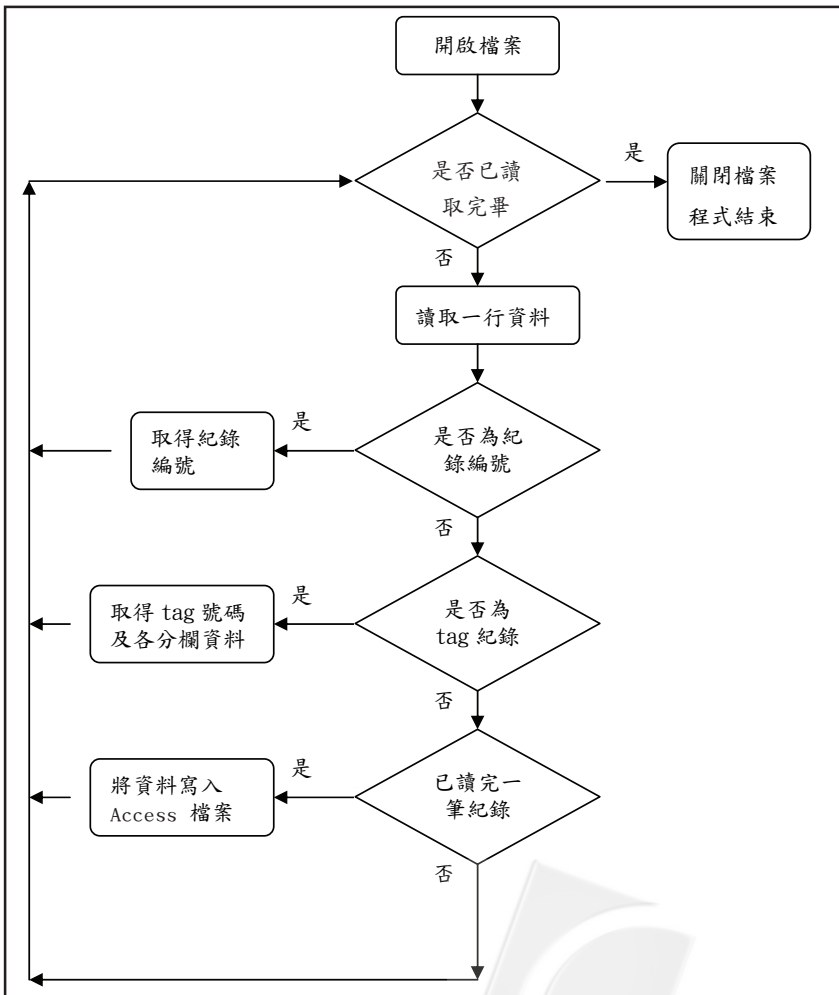 開啟檔案
是否已讀
取完畢
是
關閉檔案
程式結束
否
讀取一行資料
是否為紀
錄編號
是
取得紀錄
編號
否
是否為
tag 紀錄
是
取得 tag 號碼
及各分欄資料
否
已讀完一
筆紀錄
是
將資料寫入
Access 檔案
否